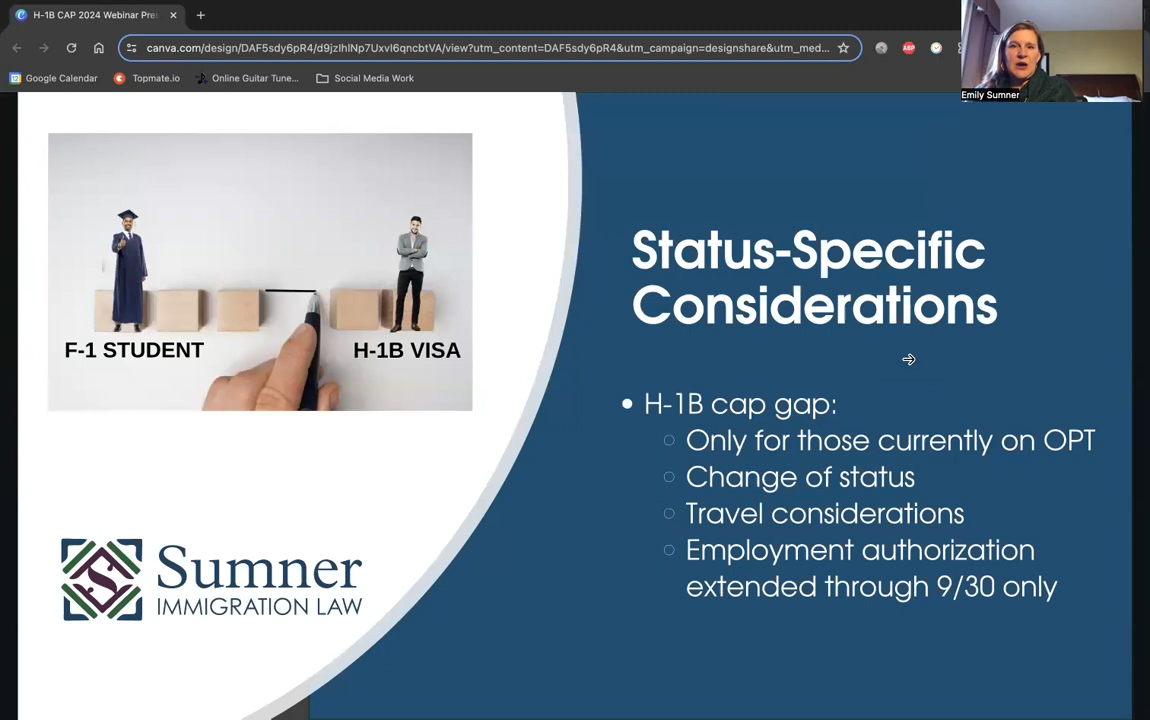 H-1B CAP 2024 Webinar Pres
canva.com/design/DAF5sdy6pR4/d9jzIhlNp7UxvI6qncbtVA/view?utm_content=DAF5sdy6pR4&utm_campaign=designshare&utm_med...
ABP
Google Calendar
Topmate.io
Online Guitar Tune...
Social Media Work
Emily Sumner
F-1 STUDENT
H-1B VISA
Sumner
IMMIGRATION LAW
Status-Specific
Considerations
• H-1B cap gap:
○ Only for those currently on OPT
○ Change of status
○ Travel considerations
○ Employment authorization
extended through 9/30 only